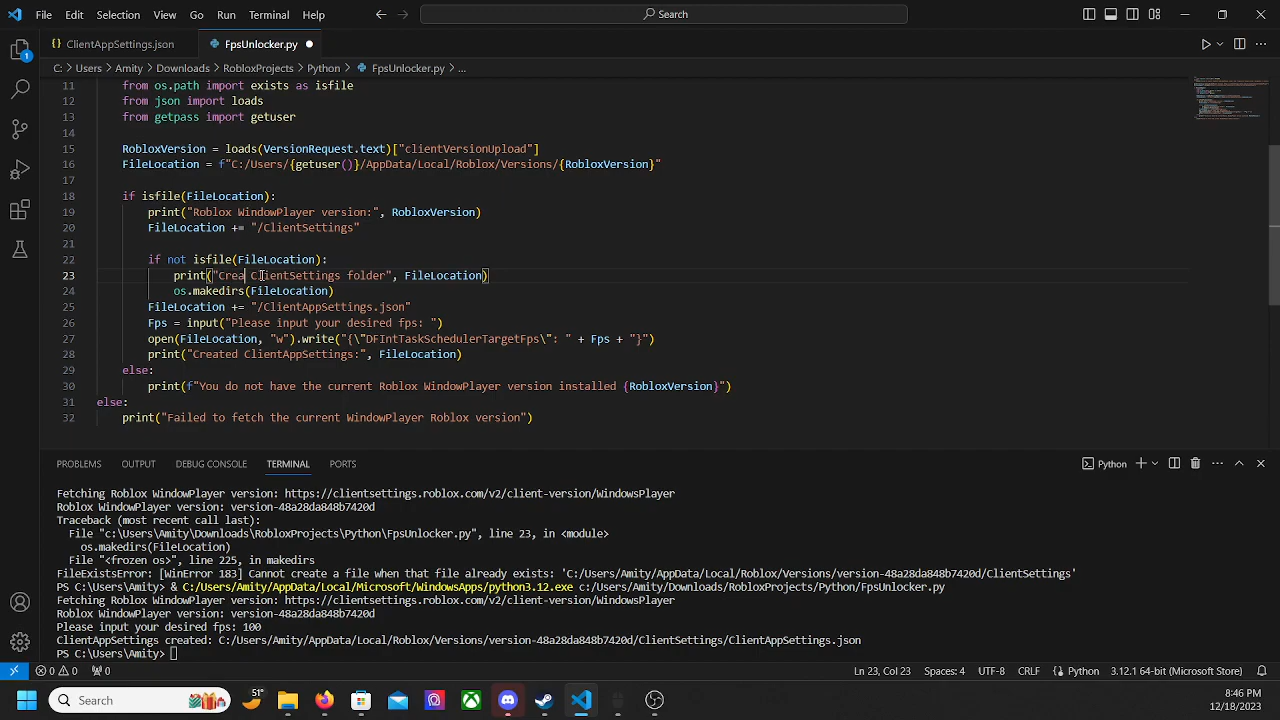 File Edit Selection View Go Run Terminal Help
Search
ClientAppSettings.json FpsUnlocker.py
C: > Users > Amity > Downloads > RobloxProjects > Python > FpsUnlocker.py > ...
11 from os.path import exists as isfile
12 from json import loads
13 from getpass import getuser
14
15 RobloxVersion = loads(VersionRequest.text)["clientVersionUpload"]
16 FileLocation = f"C:/Users/{getuser()}/AppData/Local/Roblox/Versions/{RobloxVersion}"
17
18 if isfile(FileLocation):
19 print("Roblox WindowPlayer version:", RobloxVersion)
20 FileLocation += "/ClientSettings"
21
22 if not isfile(FileLocation):
23 print("Crea ClientSettings folder", FileLocation)
24 os.makedirs(FileLocation)
25 FileLocation += "/ClientAppSettings.json"
26 Fps = input("Please input your desired fps: ")
27 open(FileLocation, "w").write("{\"DFIntTaskSchedulerTargetFps\": " + Fps + "}")
28 print("Created ClientAppSettings:", FileLocation)
29 else:
30 print(f"You do not have the current Roblox WindowPlayer version installed {RobloxVersion}")
31 else:
32 print("Failed to fetch the current WindowPlayer Roblox version")
PROBLEMS OUTPUT DEBUG CONSOLE TERMINAL PORTS Python
Fetching Roblox WindowPlayer version: https://clientsettings.roblox.com/v2/client-version/WindowsPlayer
Roblox WindowPlayer version: version-48a28da848b7420d
Traceback (most recent call last):
File "c:\Users\Amity\Downloads\RobloxProjects\Python\FpsUnlocker.py", line 23, in <module>
os.makedirs(FileLocation)
File "<frozen os>", line 225, in makedirs
FileExistsError: [WinError 183] Cannot create a file when that file already exists: 'C:/Users/Amity/AppData/Local/Roblox/Versions/version-48a28da848b7420d/ClientSettings'
PS C:\Users\Amity> & C:/Users/Amity/AppData/Local/Microsoft/WindowsApps/python3.12.exe c:/Users/Amity/Downloads/RobloxProjects/Python/FpsUnlocker.py
Fetching Roblox WindowPlayer version: https://clientsettings.roblox.com/v2/client-version/WindowsPlayer
Roblox WindowPlayer version: version-48a28da848b7420d
Please input your desired fps: 100
ClientAppSettings created: C:/Users/Amity/AppData/Local/Roblox/Versions/version-48a28da848b7420d/ClientSettings/ClientAppSettings.json
PS C:\Users\Amity>
0 0 0 Ln 23, Col 23 Spaces: 4 UTF-8 CRLF Python 3.12.1 64-bit (Microsoft Store)
Search 5° 8:46 PM
12/18/2023